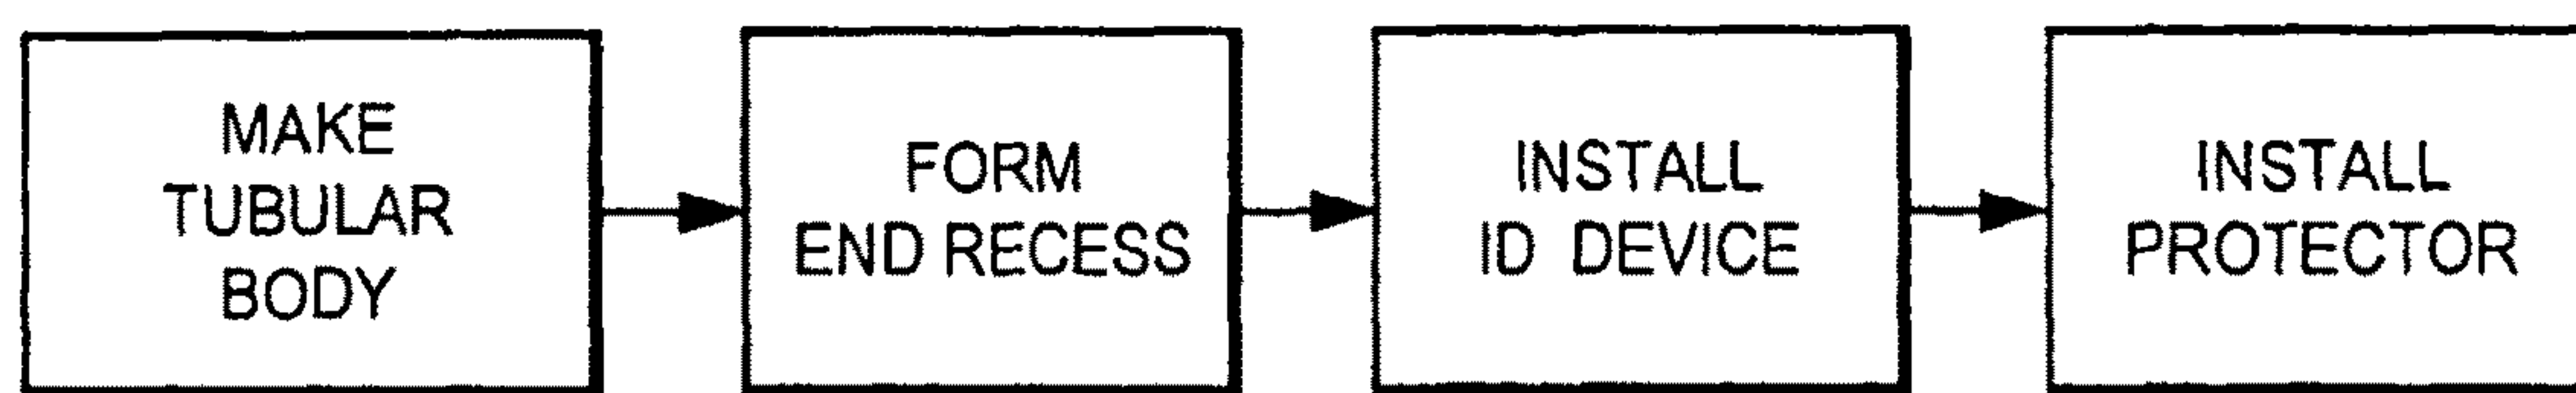 MAKE
TUBULAR
BODY
FORM
END RECESS
INSTALL
ID DEVICE
INSTALL
PROTECTOR